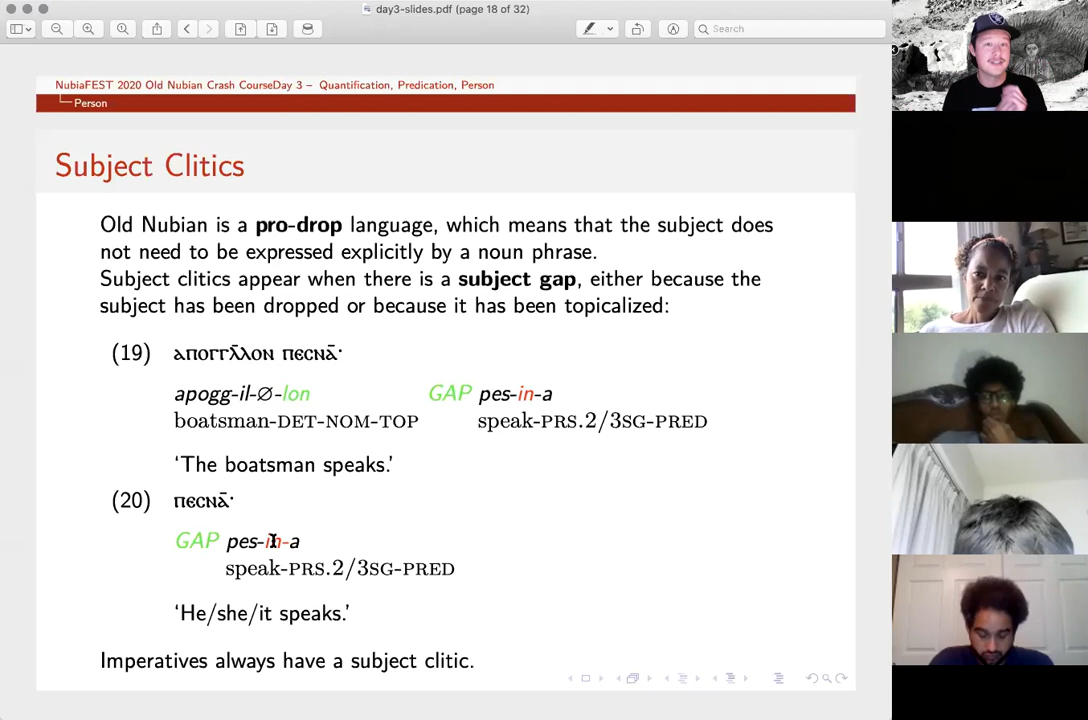 day3-slides.pdf (page 18 of 32)
Search
NubiaFEST 2020 Old Nubian Crash CourseDay 3 – Quantification, Predication, Person
Person
Subject Clitics
Old Nubian is a pro-drop language, which means that the subject does
not need to be expressed explicitly by a noun phrase.
Subject clitics appear when there is a subject gap, either because the
subject has been dropped or because it has been topicalized:
(19) ⲁⲡⲟⲅⲅⲗ̄ⲗⲟⲛ ⲡⲉⲥⲛⲁ̄·
apogg-il-∅-lon GAP pes-in-a
boatsman-DET-NOM-TOP speak-PRS.2/3SG-PRED
‘The boatsman speaks.’
(20) ⲡⲉⲥⲛⲁ̄·
GAP pes-in-a
speak-PRS.2/3SG-PRED
‘He/she/it speaks.’
Imperatives always have a subject clitic.